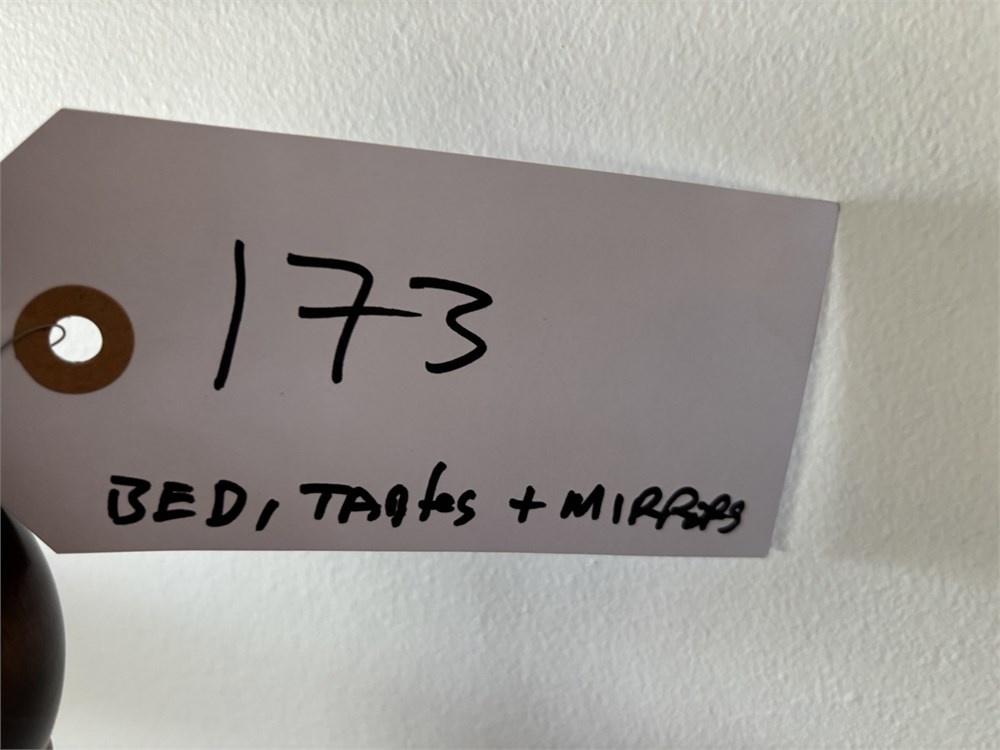 173
BED, TABles + MIRRORS